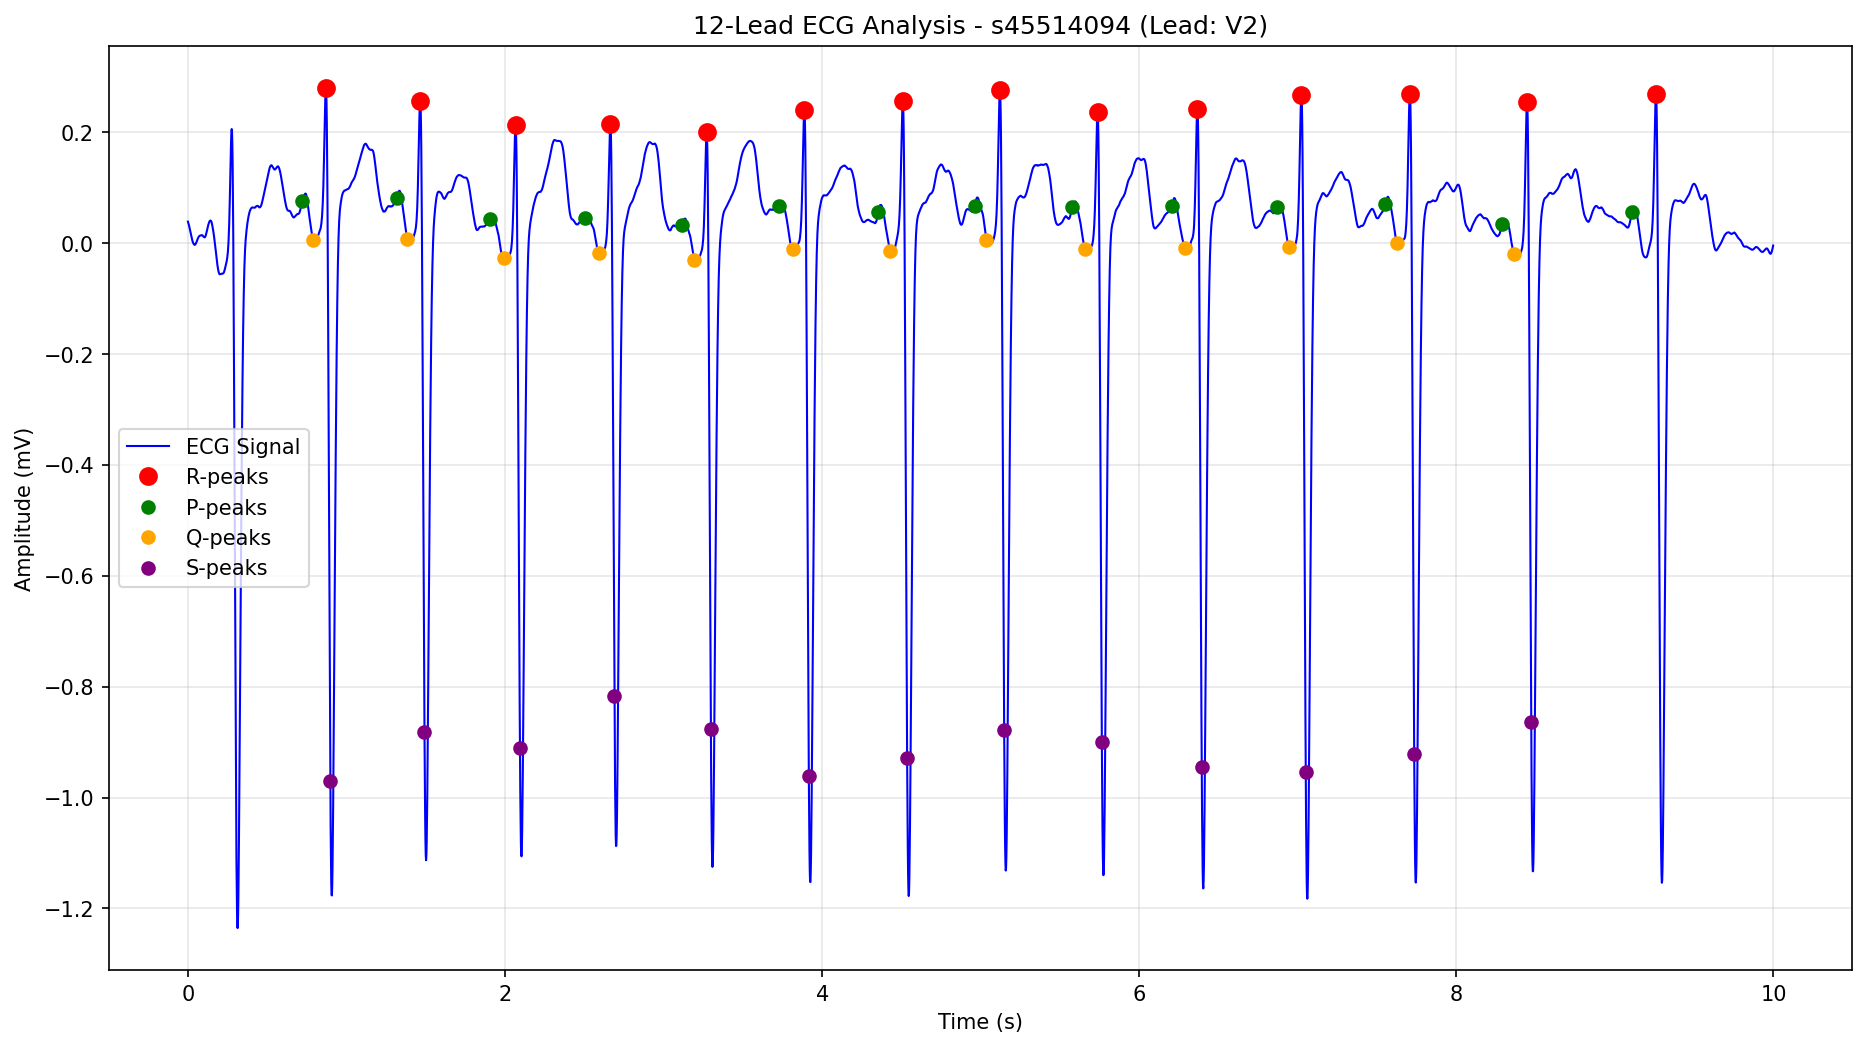 12-Lead ECG Analysis - s45514094 (Lead: V2)
Amplitude (mV)
0.2
0.0
−0.2
−0.4
−0.6
−0.8
−1.0
−1.2
ECG Signal
R-peaks
P-peaks
Q-peaks
S-peaks
0 2 4 6 8 10
Time (s)